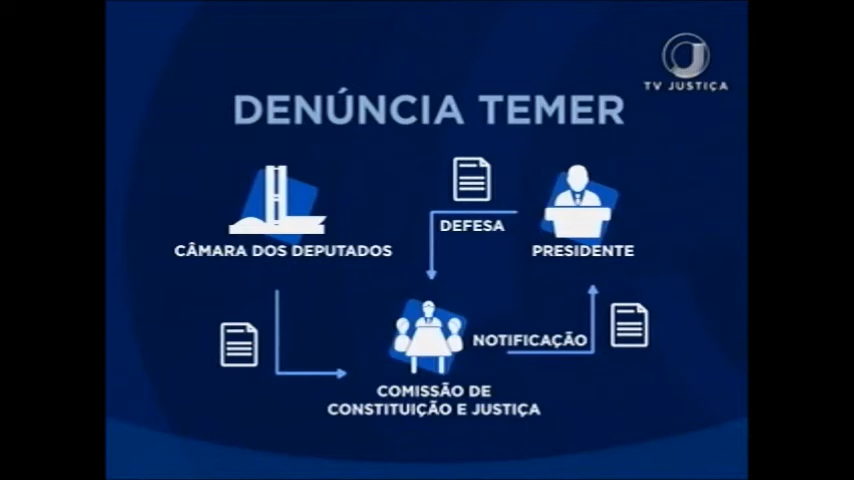 TV JUSTIÇA
DENÚNCIA TEMER
DEFESA
CÂMARA DOS DEPUTADOS
PRESIDENTE
NOTIFICAÇÃO
COMISSÃO DE
CONSTITUIÇÃO E JUSTIÇA